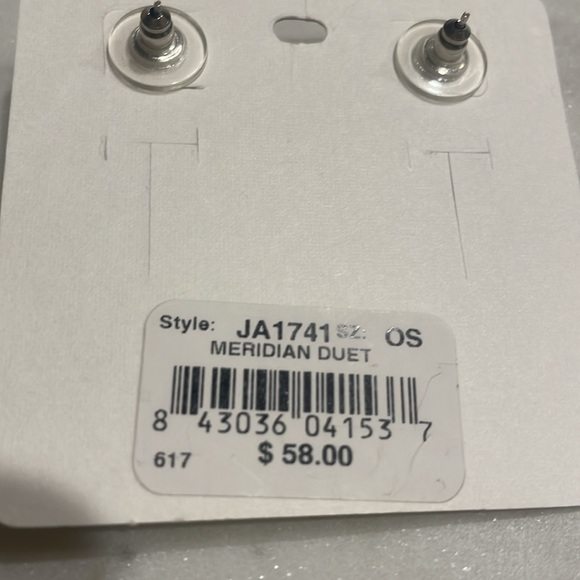 Style: JA1741 SZ: OS
MERIDIAN DUET
8 43036 04153 7
617 $ 58.00